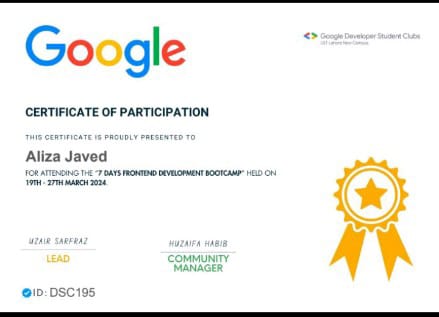 Google
Google Developer Student Clubs
UET Lahore New Campus
CERTIFICATE OF PARTICIPATION
THIS CERTIFICATE IS PROUDLY PRESENTED TO
Aliza Javed
FOR ATTENDING THE "7 DAYS FRONTEND DEVELOPMENT BOOTCAMP" HELD ON
19TH - 27TH MARCH 2024.
UZAIR SARFRAZ
LEAD
HUZAIFA HABIB
COMMUNITY
MANAGER
ID: DSC195